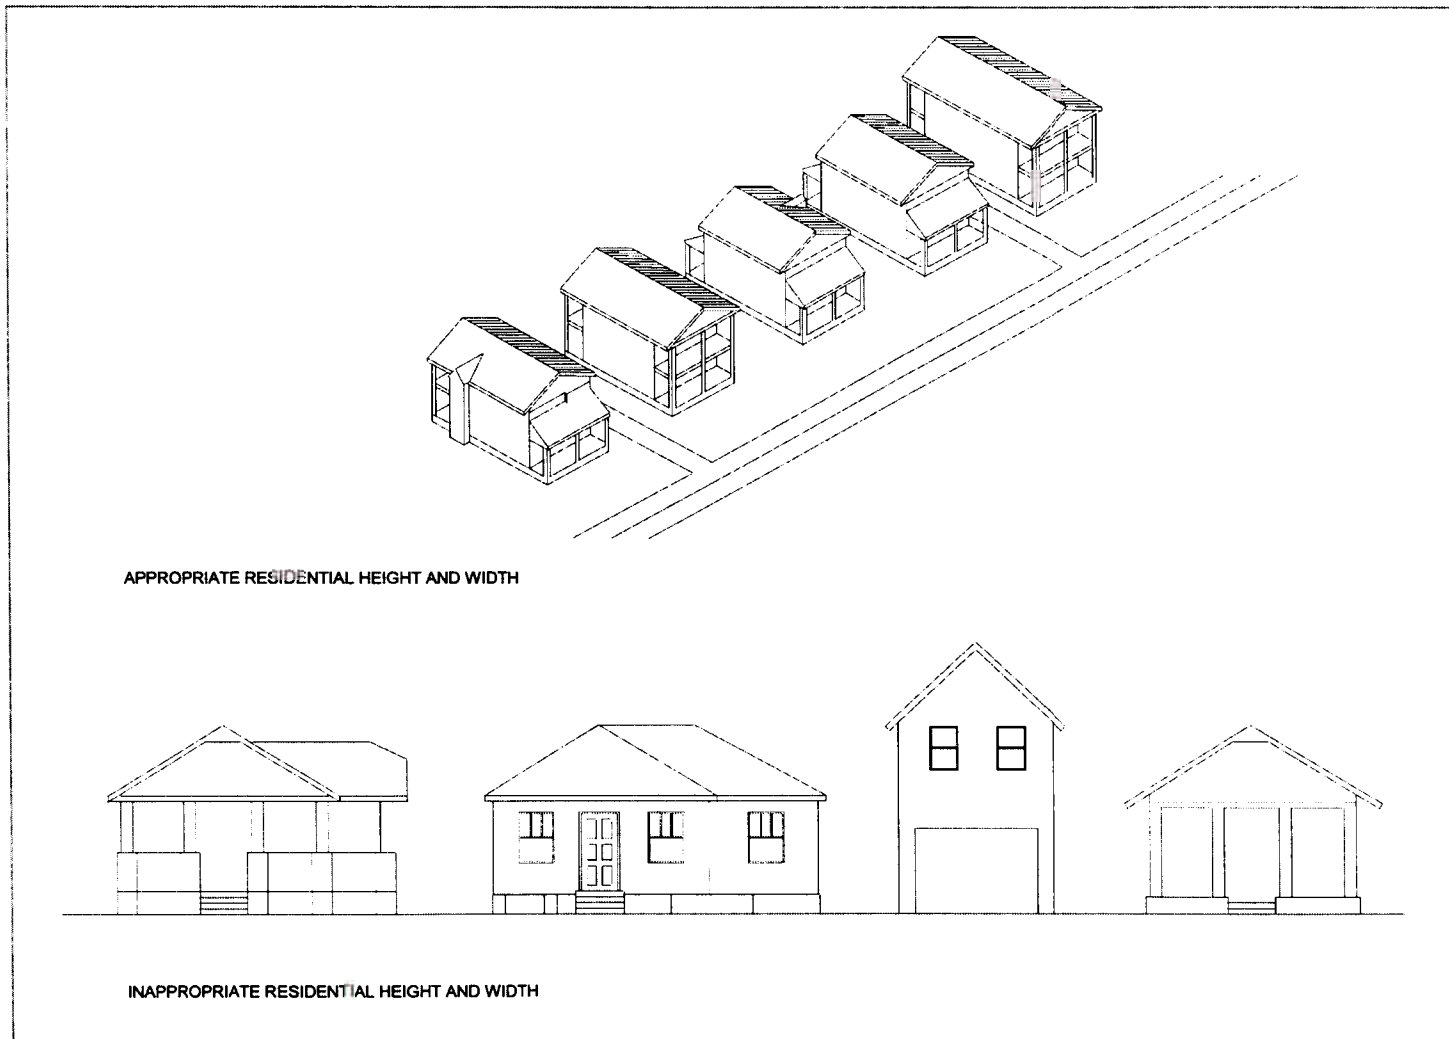 APPROPRIATE RESIDENTIAL HEIGHT AND WIDTH
INAPPROPRIATE RESIDENTIAL HEIGHT AND WIDTH